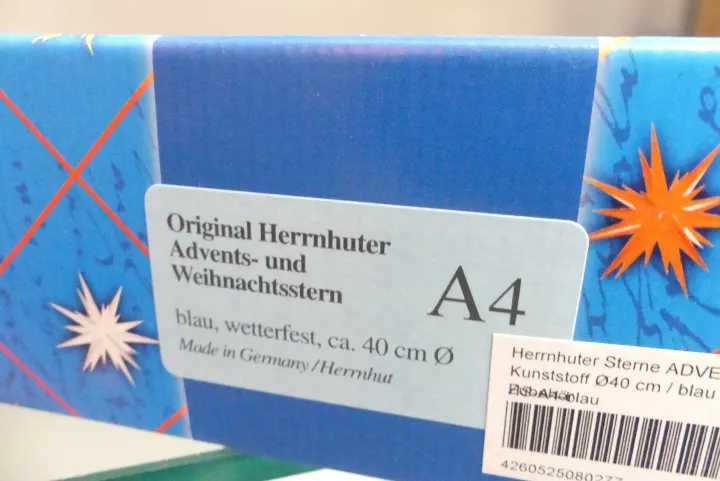 Original Herrnhuter
Advents- und
Weihnachtsstern
A4
blau, wetterfest, ca. 40 cm Ø
Made in Germany/Herrnhut
Herrnhuter Sterne ADVE
Kunststoff Ø40 cm / blau
blau
4260525080277